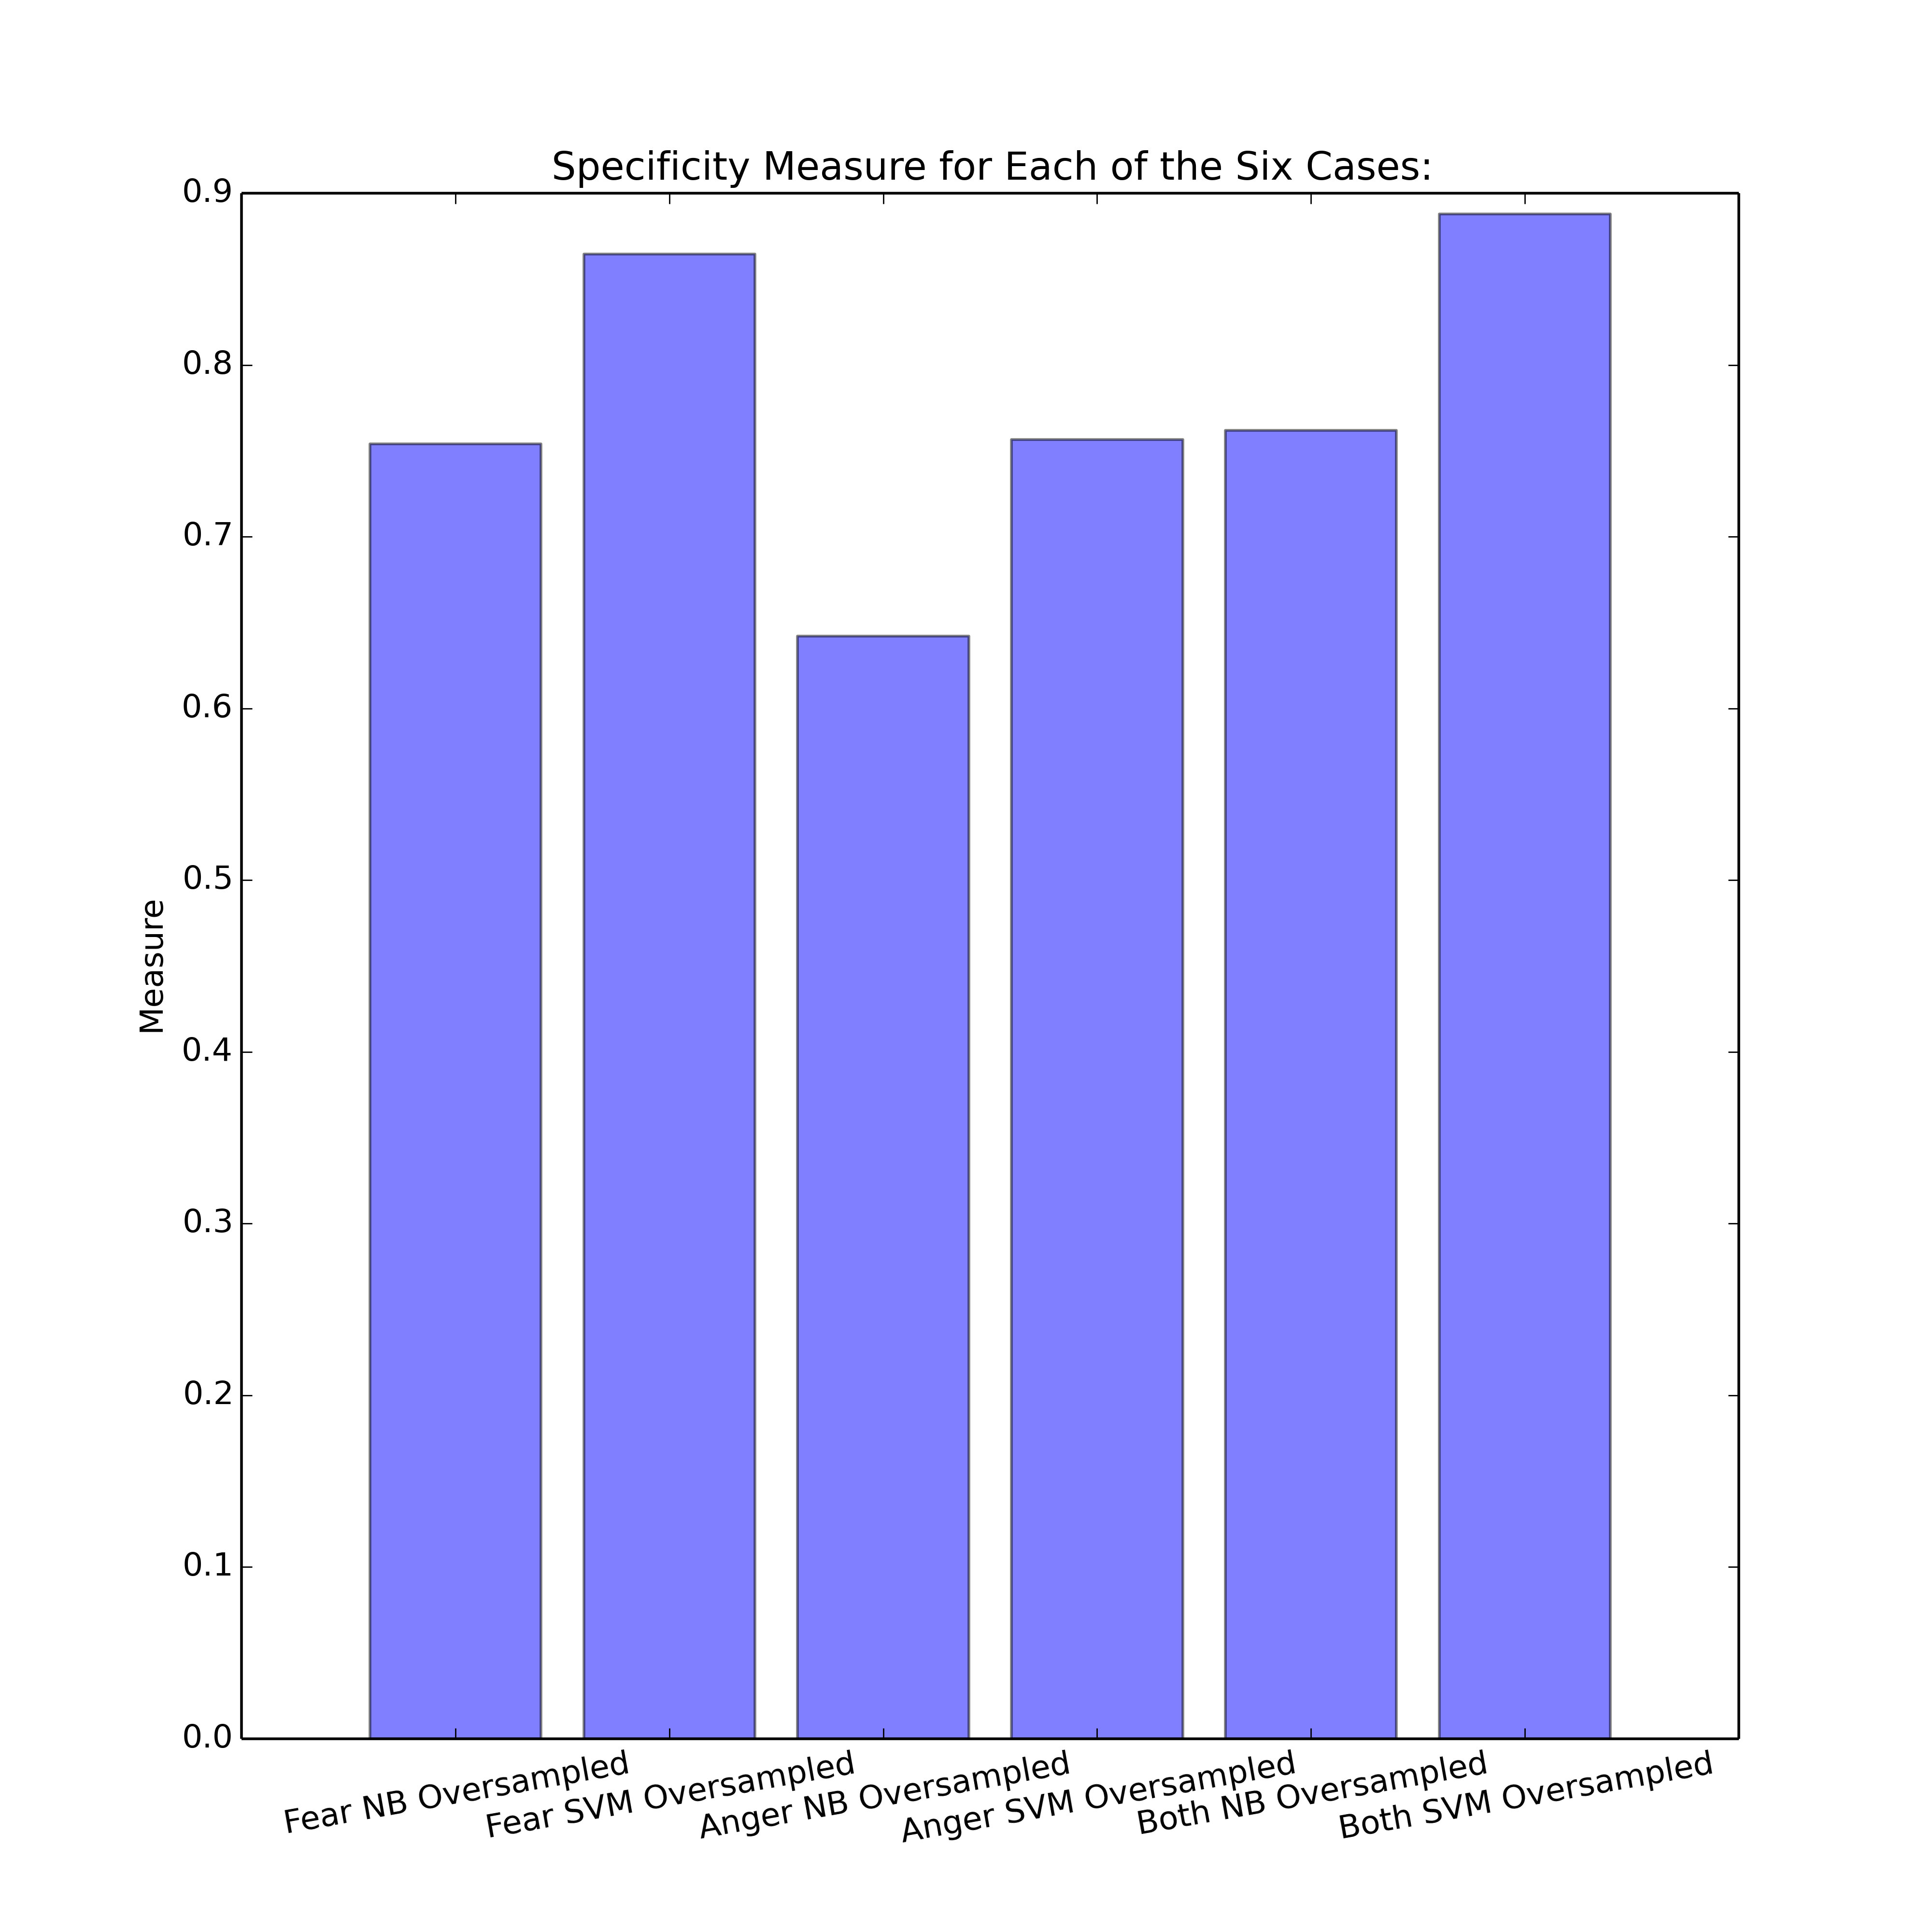 Specificity Measure for Each of the Six Cases:
0.9
0.8
0.7
0.6
0.5
0.4
0.3
0.2
0.1
0.0
Measure
Fear NB Oversampled
Fear SVM Oversampled
Anger NB Oversampled
Anger SVM Oversampled
Both NB Oversampled
Both SVM Oversampled